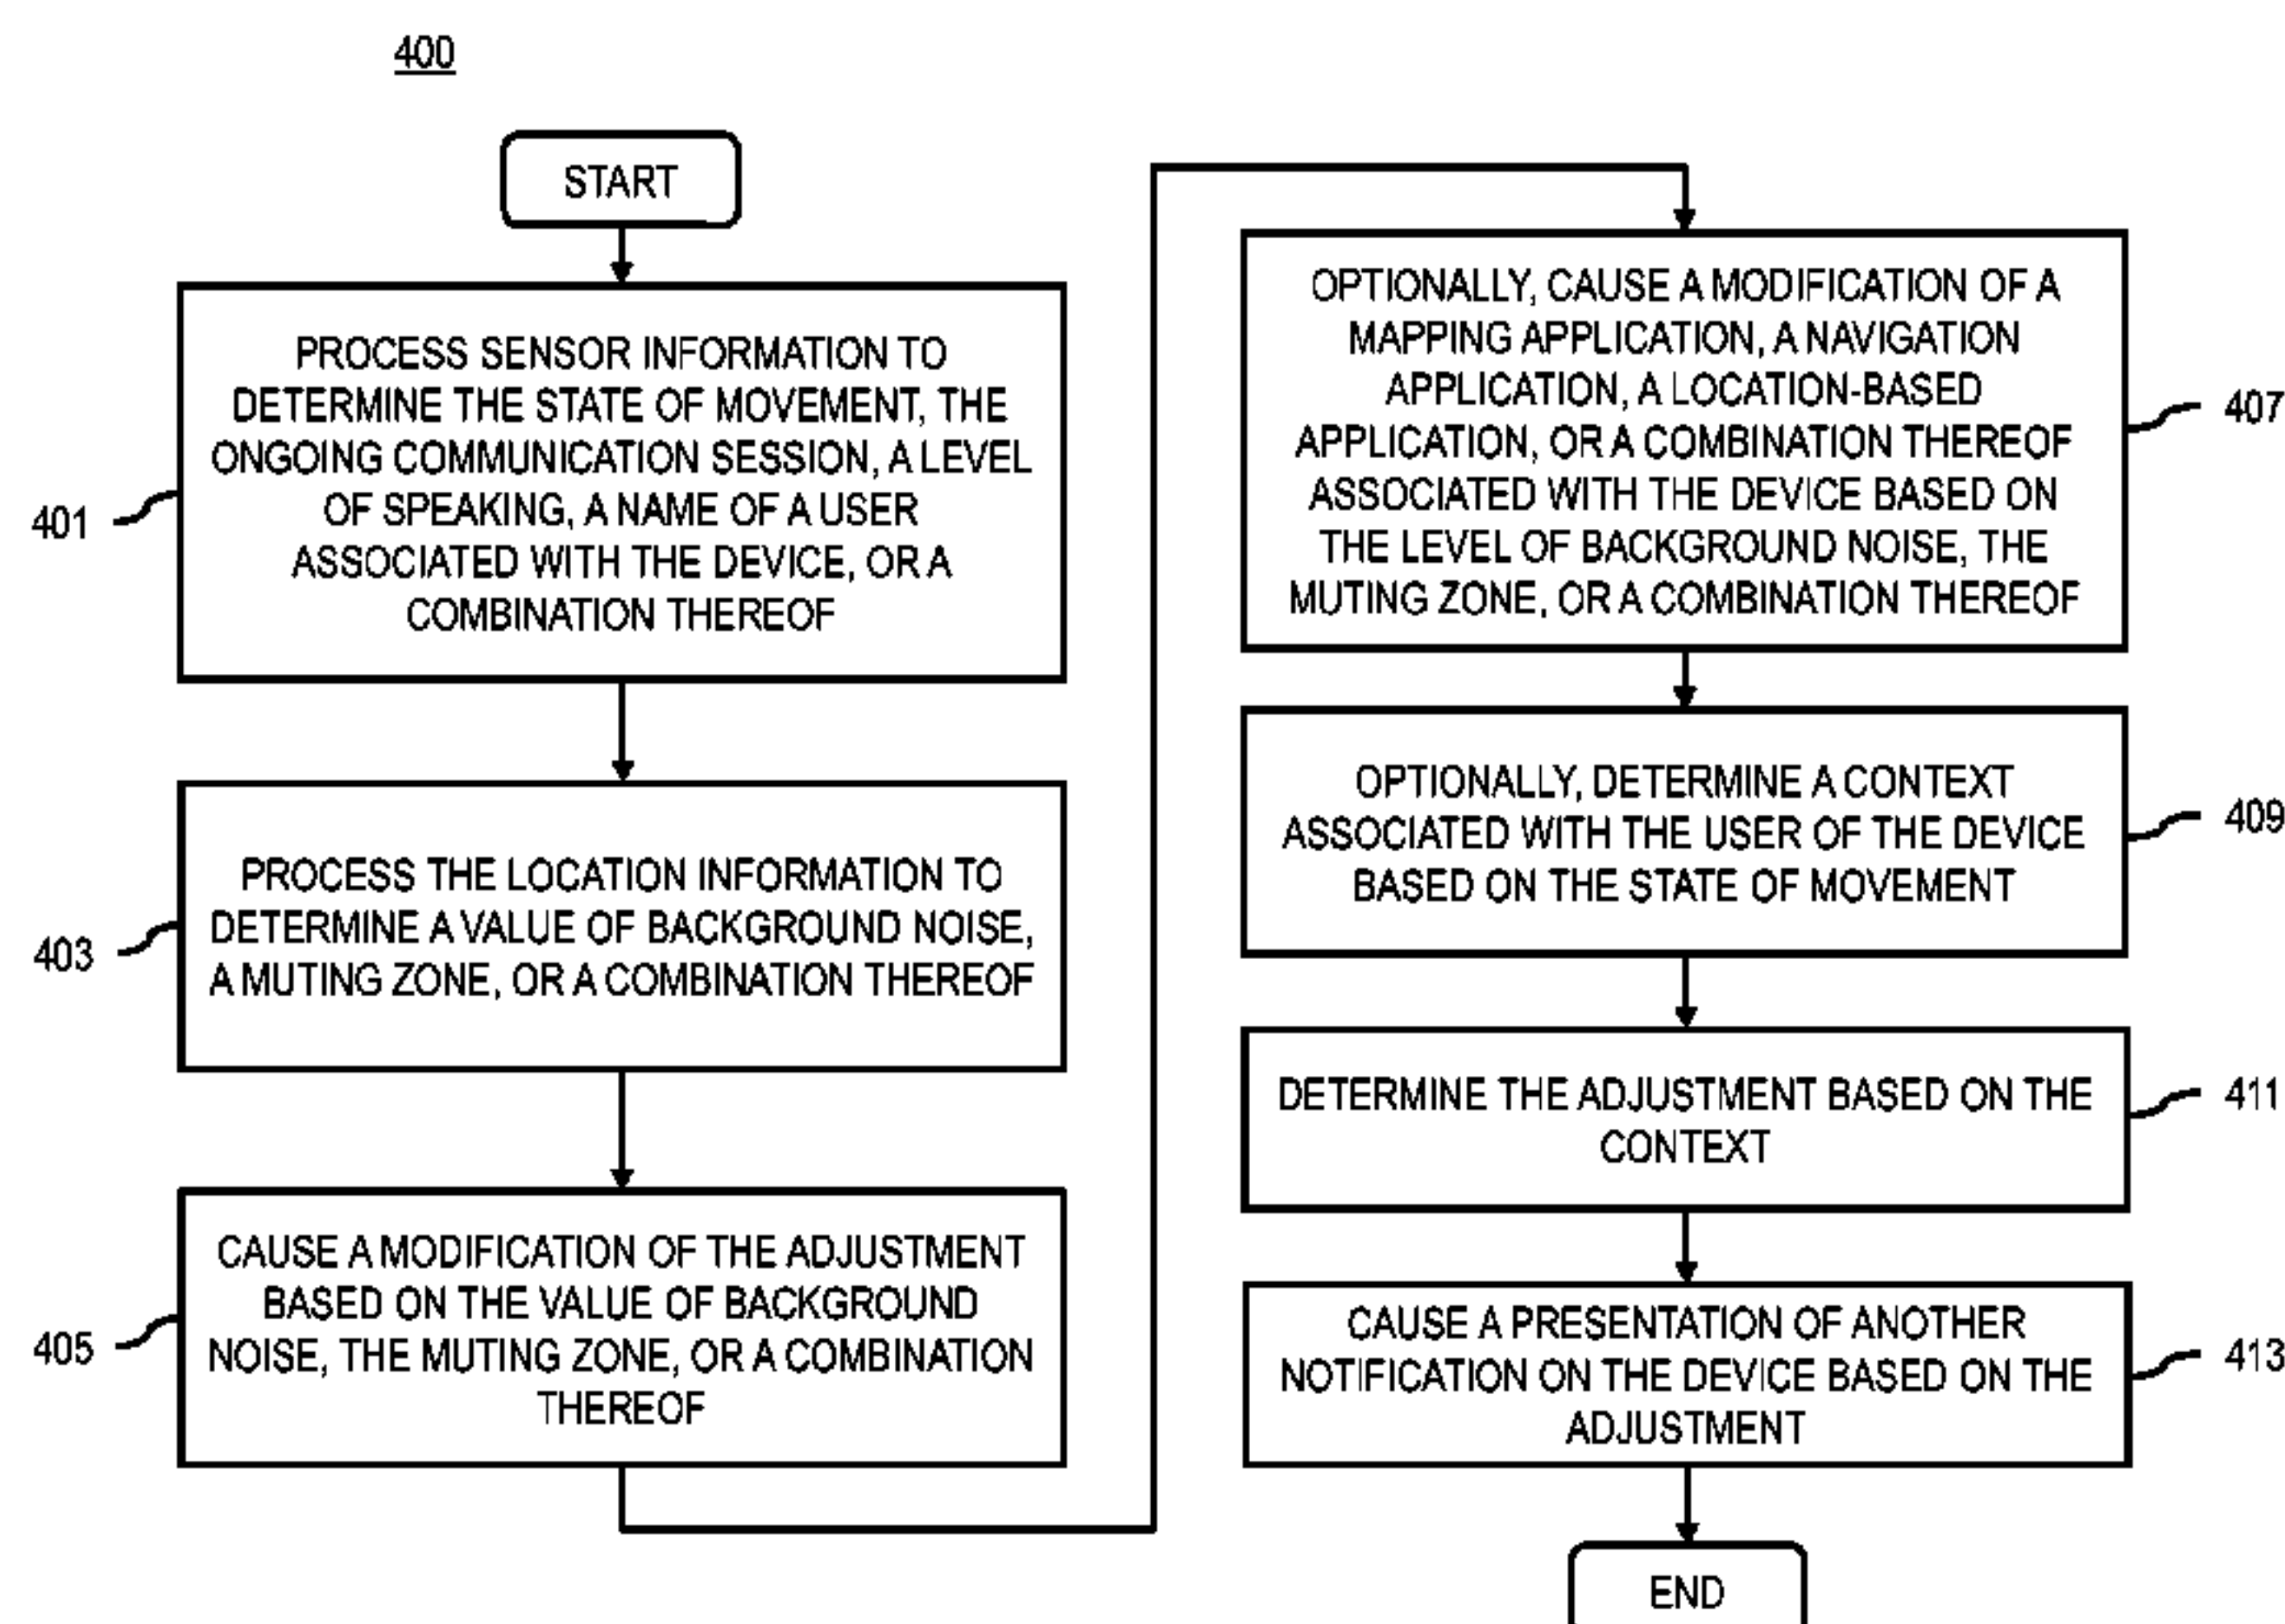 400
START
PROCESS SENSOR INFORMATION TO
DETERMINE THE STATE OF MOVEMENT, THE
ONGOING COMMUNICATION SESSION, A LEVEL
OF SPEAKING, A NAME OF A USER
ASSOCIATED WITH THE DEVICE, OR A
COMBINATION THEREOF
401
PROCESS THE LOCATION INFORMATION TO
DETERMINE A VALUE OF BACKGROUND NOISE,
A MUTING ZONE, OR A COMBINATION THEREOF
403
CAUSE A MODIFICATION OF THE ADJUSTMENT
BASED ON THE VALUE OF BACKGROUND
NOISE, THE MUTING ZONE, OR A COMBINATION
THEREOF
405
OPTIONALLY, CAUSE A MODIFICATION OF A
MAPPING APPLICATION, A NAVIGATION
APPLICATION, A LOCATION-BASED
APPLICATION, OR A COMBINATION THEREOF
ASSOCIATED WITH THE DEVICE BASED ON
THE LEVEL OF BACKGROUND NOISE, THE
MUTING ZONE, OR A COMBINATION THEREOF
407
OPTIONALLY, DETERMINE A CONTEXT
ASSOCIATED WITH THE USER OF THE DEVICE
BASED ON THE STATE OF MOVEMENT
409
DETERMINE THE ADJUSTMENT BASED ON THE
CONTEXT
411
CAUSE A PRESENTATION OF ANOTHER
NOTIFICATION ON THE DEVICE BASED ON THE
ADJUSTMENT
413
END